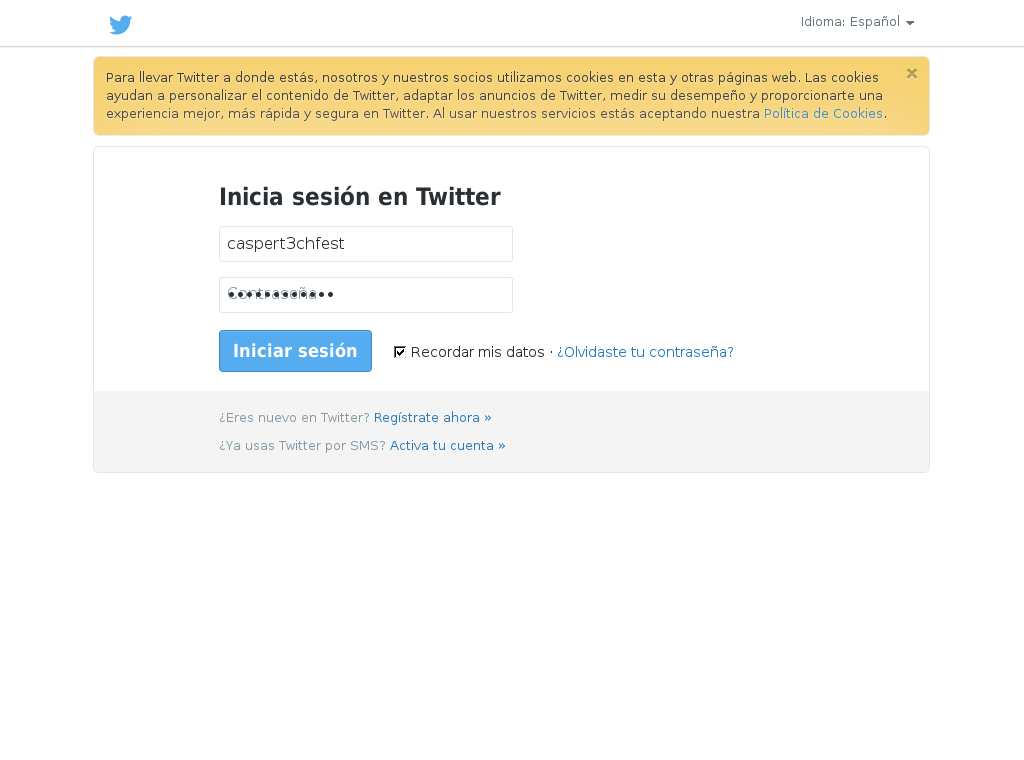 Idioma: Español
Para llevar Twitter a donde estás, nosotros y nuestros socios utilizamos cookies en esta y otras páginas web. Las cookies
ayudan a personalizar el contenido de Twitter, adaptar los anuncios de Twitter, medir su desempeño y proporcionarte una
experiencia mejor, más rápida y segura en Twitter. Al usar nuestros servicios estás aceptando nuestra Política de Cookies.
Inicia sesión en Twitter
caspert3chfest
Contraseña
Iniciar sesión
Recordar mis datos · ¿Olvidaste tu contraseña?
¿Eres nuevo en Twitter? Regístrate ahora »
¿Ya usas Twitter por SMS? Activa tu cuenta »